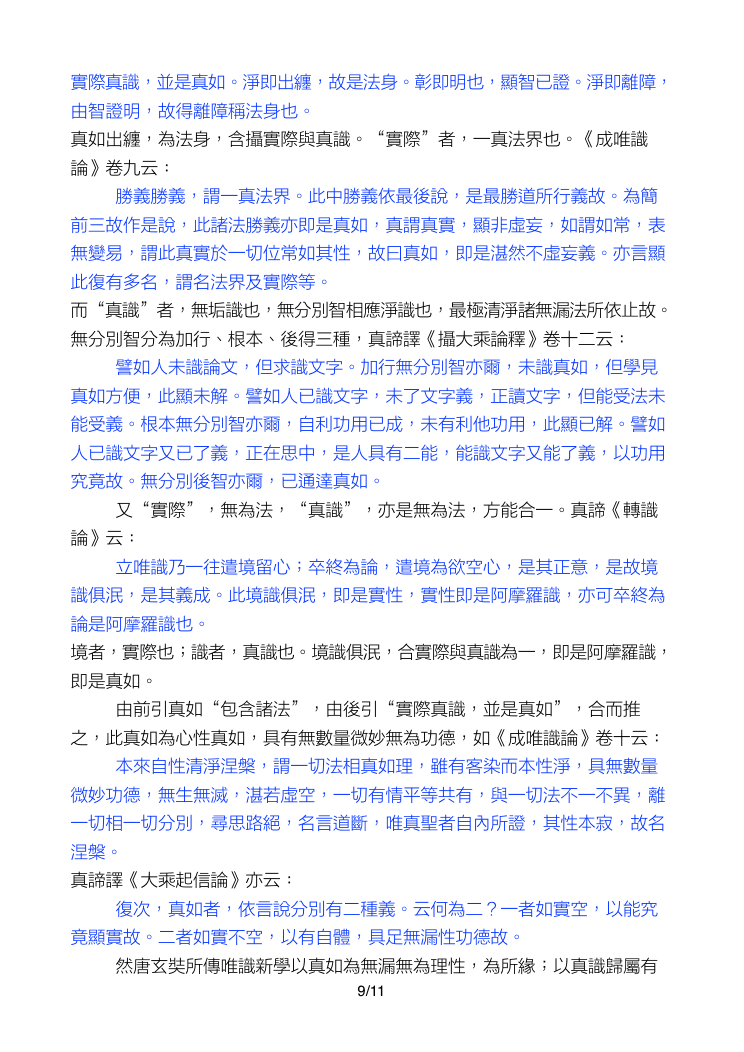 實際真識，並是真如。淨即出纏，故是法身。彰即明也，顯智已證。淨即離障，
由智證明，故得離障稱法身也。
真如出纏，為法身，含攝實際與真識。“實際”者，一真法界也。《成唯識
論》卷九云：
勝義勝義，謂一真法界。此中勝義依最後說，是最勝道所行義故。為簡
前三故作是說，此諸法勝義亦即是真如，真謂真實，顯非虛妄，如謂如常，表
無變易，謂此真實於一切位常如其性，故曰真如，即是湛然不虛妄義。亦言顯
此復有多名，謂名法界及實際等。
而“真識”者，無垢識也，無分別智相應淨識也，最極清淨諸無漏法所依止故。
無分別智分為加行、根本、後得三種，真諦譯《攝大乘論釋》卷十二云：
譬如人未識論文，但求識文字。加行無分別智亦爾，未識真如，但學見
真如方便，此顯未解。譬如人已識文字，未了文字義，正讀文字，但能受法未
能受義。根本無分別智亦爾，自利功用已成，未有利他功用，此顯已解。譬如
人已識文字又已了義，正在思中，是人具有二能，能識文字又能了義，以功用
究竟故。無分別後智亦爾，已通達真如。
又“實際”，無為法，“真識”，亦是無為法，方能合一。真諦《轉識
論》云：
立唯識乃一往遣境留心；卒終為論，遣境為欲空心，是其正意，是故境
識俱泯，是其義成。此境識俱泯，即是實性，實性即是阿摩羅識，亦可卒終為
論是阿摩羅識也。
境者，實際也；識者，真識也。境識俱泯，合實際與真識為一，即是阿摩羅識，
即是真如。
由前引真如“包含諸法”，由後引“實際真識，並是真如”，合而推
之，此真如為心性真如，具有無數量微妙無為功德，如《成唯識論》卷十云：
本來自性清淨涅槃，謂一切法相真如理，雖有客染而本性淨，具無數量
微妙功德，無生無滅，湛若虛空，一切有情平等共有，與一切法不一不異，離
一切相一切分別，尋思路絕，名言道斷，唯真聖者自內所證，其性本寂，故名
涅槃。
真諦譯《大乘起信論》亦云：
復次，真如者，依言說分別有二種義。云何為二？一者如實空，以能究
竟顯實故。二者如實不空，以有自體，具足無漏性功德故。
然唐玄奘所傳唯識新學以真如為無漏無為理性，為所緣；以真識歸屬有
9/11